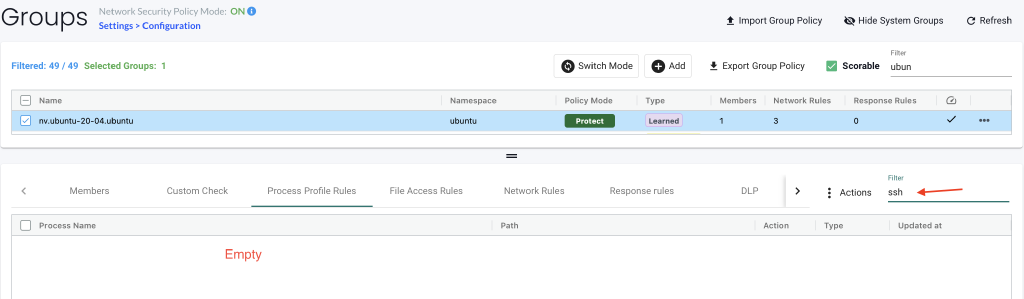 Groups
Network Security Policy Mode: ON
Settings > Configuration
Import Group Policy
Hide System Groups
Refresh
Filtered: 49 / 49 Selected Groups: 1
Switch Mode
Add
Export Group Policy
Scorable
Filter
ubun
Name Namespace Policy Mode Type Members Network Rules Response Rules
nv.ubuntu-20-04.ubuntu ubuntu Protect Learned 1 3 0
Members Custom Check Process Profile Rules File Access Rules Network Rules Response rules DLP
Actions
Filter
ssh
Process Name Path Action Type Updated at
Empty